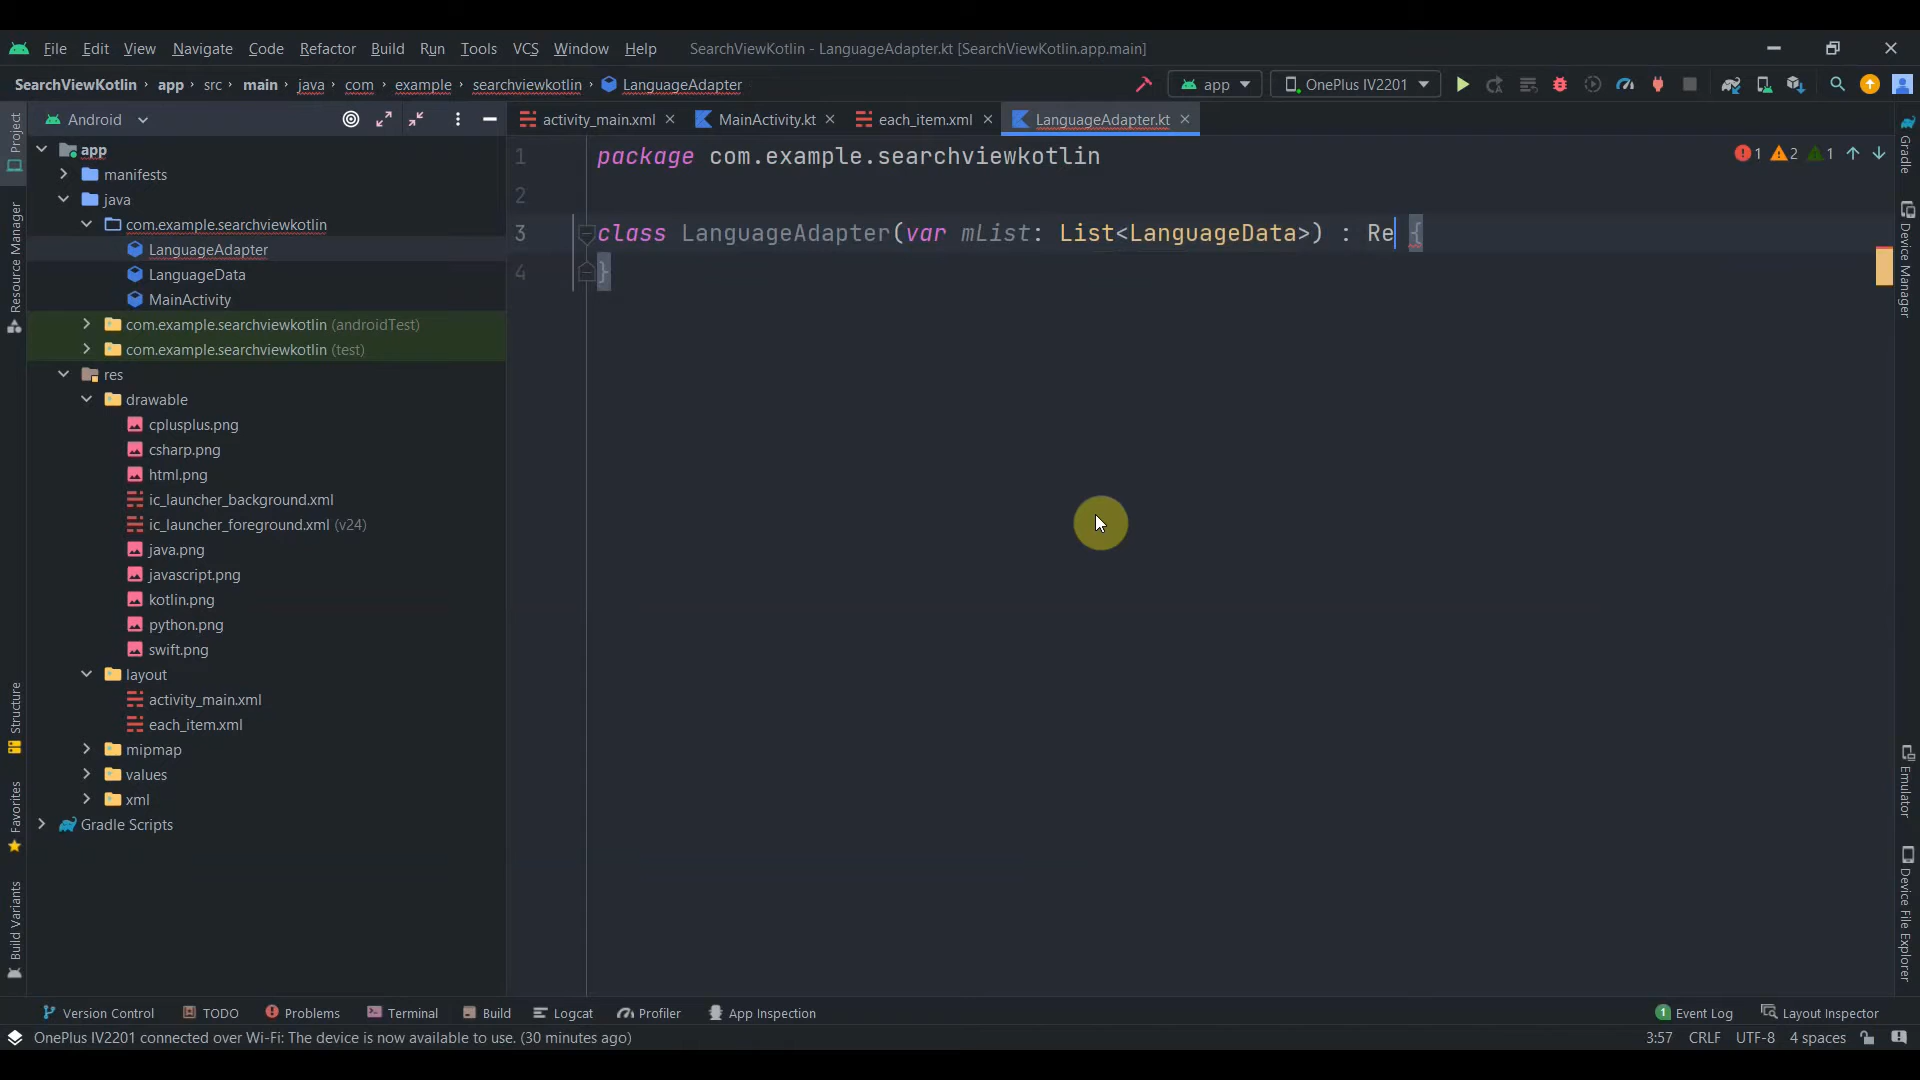 File Edit View Navigate Code Refactor Build Run Tools VCS Window Help SearchViewKotlin - LanguageAdapter.kt [SearchViewKotlin.app.main]
SearchViewKotlin app src main java com example searchviewkotlin LanguageAdapter app OnePlus IV2201
Android activity_main.xml MainActivity.kt each_item.xml LanguageAdapter.kt
Project
Resource Manager
Structure
Favorites
Build Variants
app
manifests
java
com.example.searchviewkotlin
LanguageAdapter
LanguageData
MainActivity
com.example.searchviewkotlin (androidTest)
com.example.searchviewkotlin (test)
res
drawable
cplusplus.png
csharp.png
html.png
ic_launcher_background.xml
ic_launcher_foreground.xml (v24)
java.png
javascript.png
kotlin.png
python.png
swift.png
layout
activity_main.xml
each_item.xml
mipmap
values
xml
Gradle Scripts
1 package com.example.searchviewkotlin
2
3 class LanguageAdapter(var mList: List<LanguageData>) : Re {
4 }
1 2 1
Gradle
Device Manager
Emulator
Device File Explorer
Version Control TODO Problems Terminal Build Logcat Profiler App Inspection 1 Event Log Layout Inspector
OnePlus IV2201 connected over Wi-Fi: The device is now available to use. (30 minutes ago) 3:57 CRLF UTF-8 4 spaces